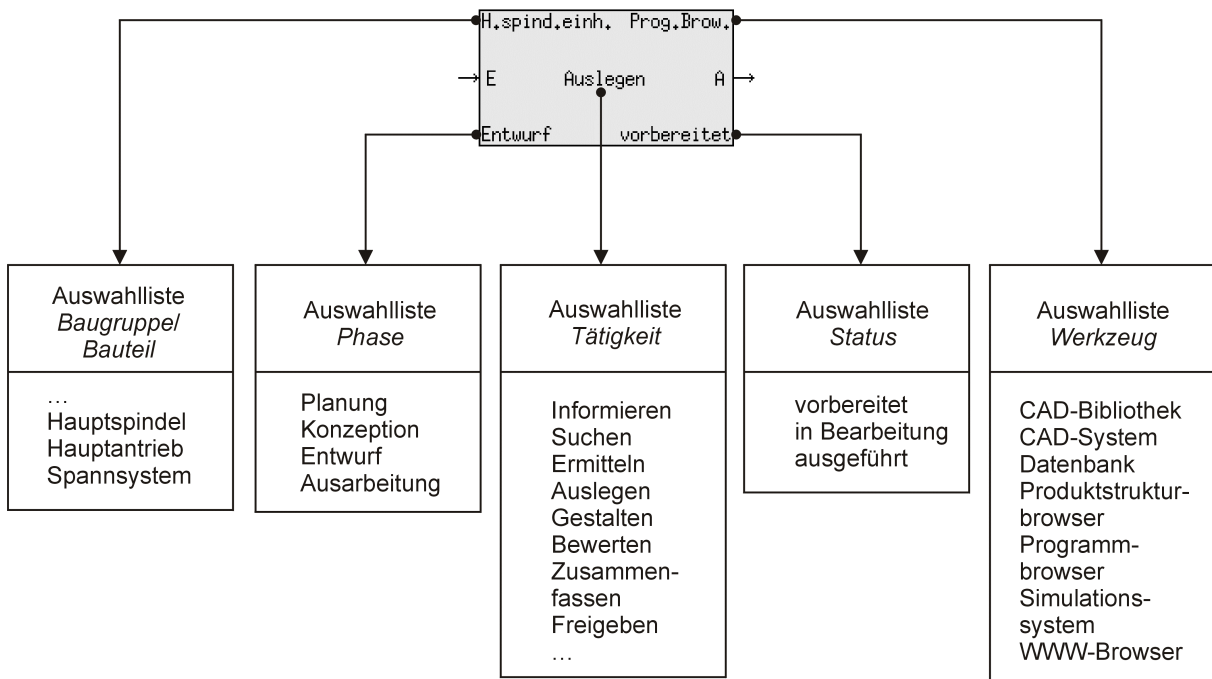 H.spind.einh. Prog.Brow.
E Auslegen A
Entwurf vorbereitet
Auswahlliste
Baugruppe/
Bauteil
…
Hauptspindel
Hauptantrieb
Spannsystem
Auswahlliste
Phase
Planung
Konzeption
Entwurf
Ausarbeitung
Auswahlliste
Tätigkeit
Informieren
Suchen
Ermitteln
Auslegen
Gestalten
Bewerten
Zusammen-
fassen
Freigeben
…
Auswahlliste
Status
vorbereitet
in Bearbeitung
ausgeführt
Auswahlliste
Werkzeug
CAD-Bibliothek
CAD-System
Datenbank
Produktstruktur-
browser
Programm-
browser
Simulations-
system
WWW-Browser